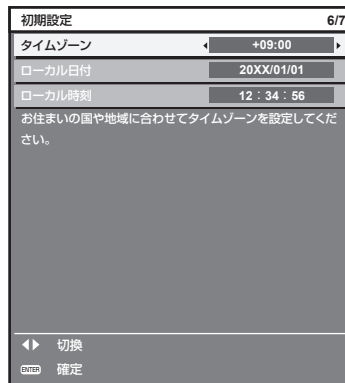 初期設定 6/7
タイムゾーン +09:00
ローカル日付 20XX/01/01
ローカル時刻 12：34：56
お住まいの国や地域に合わせてタイムゾーンを設定してくだ
さい。
切換
ENTER 確定